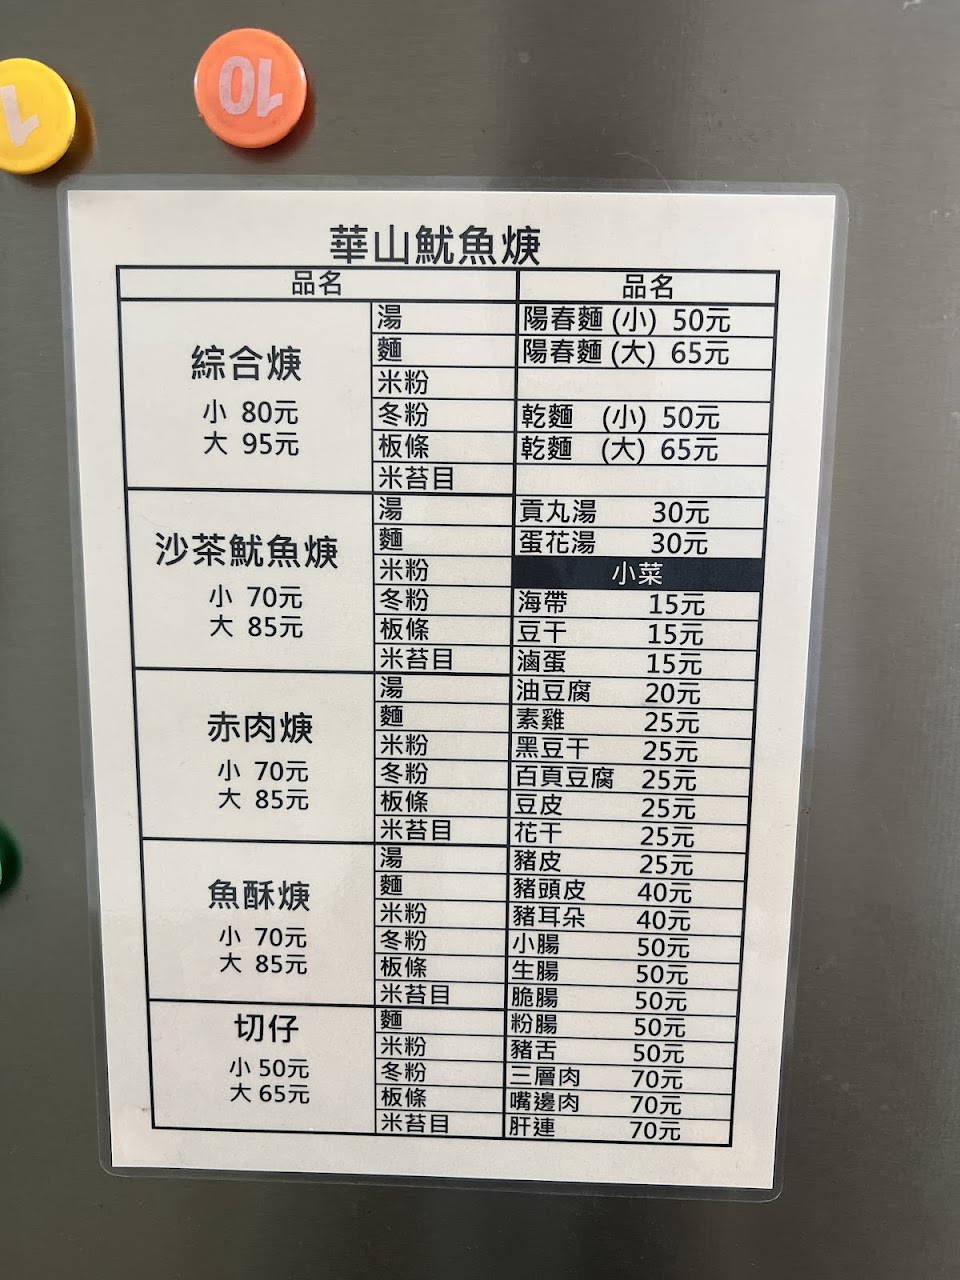 1
10
華山魷魚焿
品名
品名
綜合焿
小 80元
大 95元
湯
麵
米粉
冬粉
板條
米苔目
沙茶魷魚焿
小 70元
大 85元
湯
麵
米粉
冬粉
板條
米苔目
赤肉焿
小 70元
大 85元
湯
麵
米粉
冬粉
板條
米苔目
魚酥焿
小 70元
大 85元
湯
麵
米粉
冬粉
板條
米苔目
切仔
小 50元
大 65元
麵
米粉
冬粉
板條
米苔目
陽春麵 (小) 50元
陽春麵 (大) 65元
乾麵 (小) 50元
乾麵 (大) 65元
貢丸湯 30元
蛋花湯 30元
小菜
海帶 15元
豆干 15元
滷蛋 15元
油豆腐 20元
素雞 25元
黑豆干 25元
百頁豆腐 25元
豆皮 25元
花干 25元
豬皮 25元
豬頭皮 40元
豬耳朵 40元
小腸 50元
生腸 50元
脆腸 50元
粉腸 50元
豬舌 50元
三層肉 70元
嘴邊肉 70元
肝連 70元